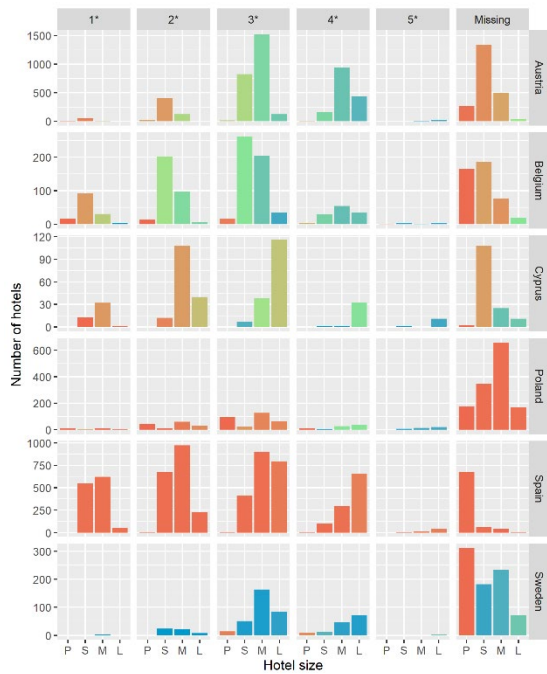 1* 2* 3* 4* 5* Missing
1500
1000
500
0
Austria
200
100
0
Belgium
120
90
60
30
0
Cyprus
600
400
200
0
Poland
1000
750
500
250
0
Spain
300
200
100
0
Sweden
Number of hotels
P S M L P S M L P S M L P S M L P S M L P S M L
Hotel size